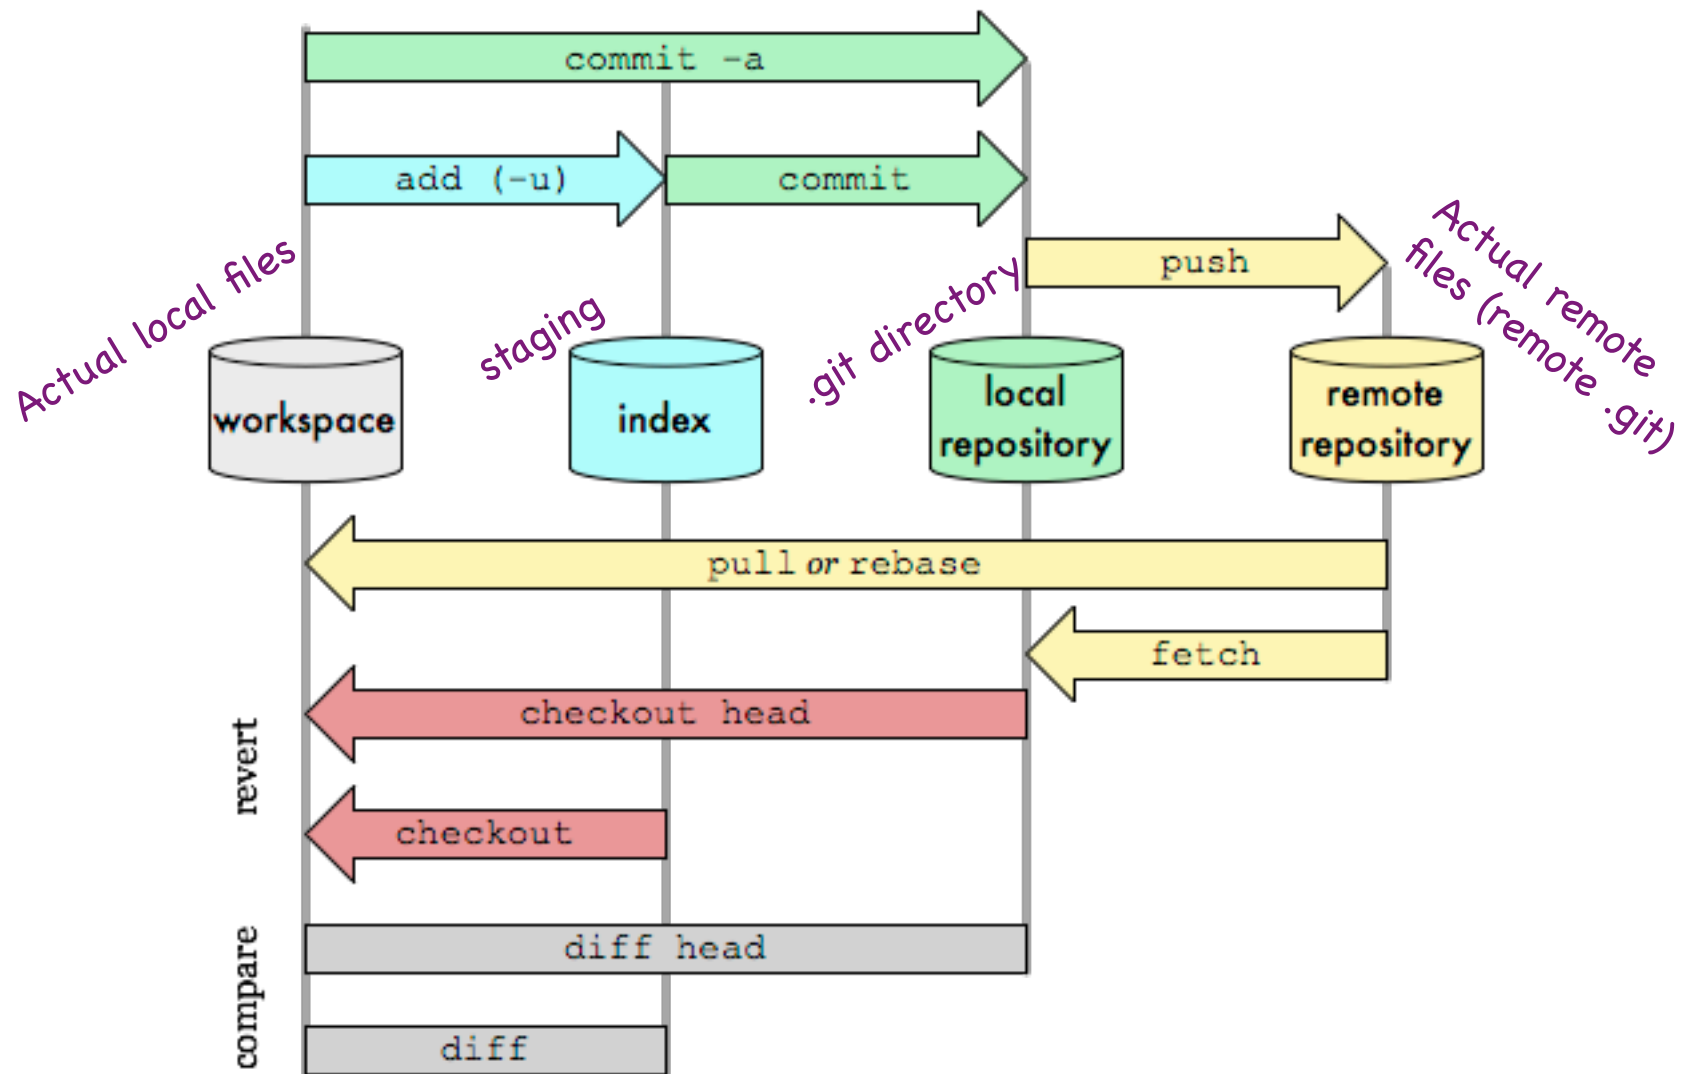 commit -a
add (-u)
commit
push
Actual local files
staging
.git directory
Actual remote
files (remote .git)
workspace
index
local
repository
remote
repository
pull or rebase
fetch
revert
checkout head
checkout
compare
diff head
diff